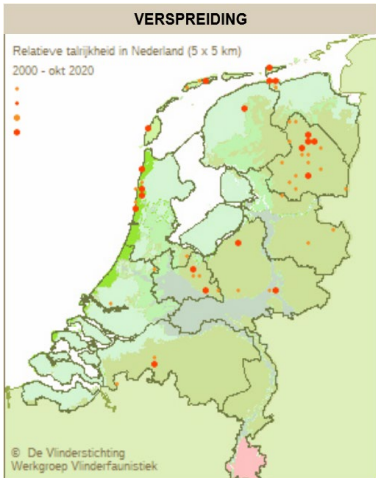 VERSPREIDING
Relatieve talrijkheid in Nederland (5 x 5 km)
2000 - okt 2020
© De Vlinderstichting
Werkgroep Vlinderfaunistiek